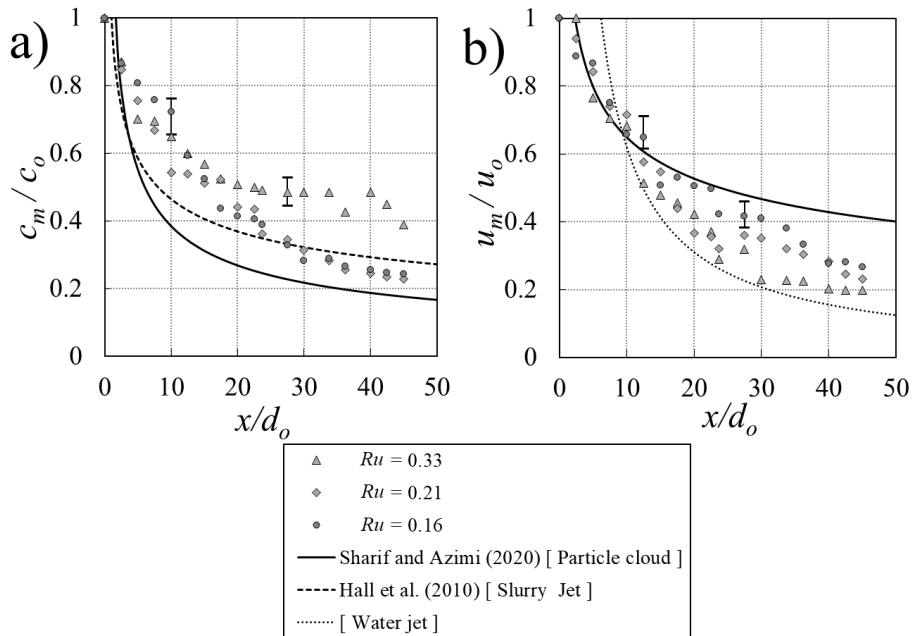 a)
c_m / c_o
1
0.8
0.6
0.4
0.2
0
0 10 20 30 40 50
x/d_o
b)
u_m / u_o
1
0.8
0.6
0.4
0.2
0
0 10 20 30 40 50
x/d_o
Ru = 0.33
Ru = 0.21
Ru = 0.16
Sharif and Azimi (2020) [ Particle cloud ]
Hall et al. (2010) [ Slurry Jet ]
[ Water jet ]